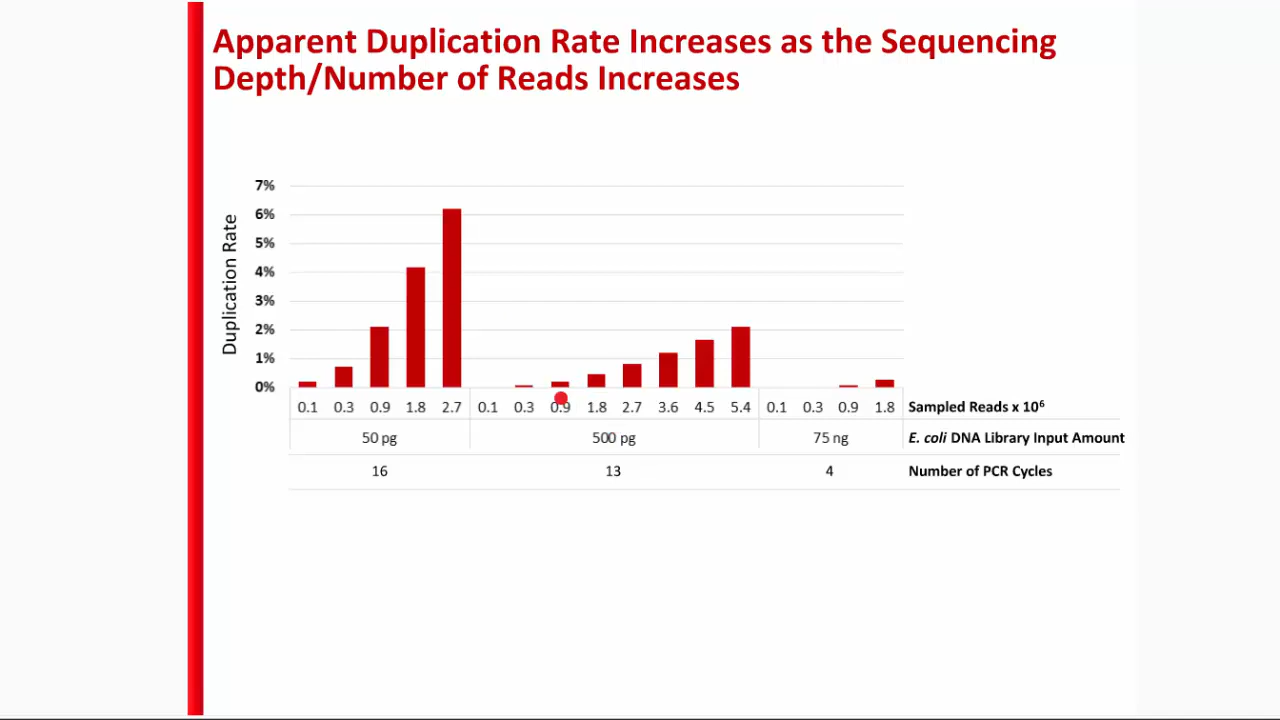 Apparent Duplication Rate Increases as the Sequencing
Depth/Number of Reads Increases
Duplication Rate
7%
6%
5%
4%
3%
2%
1%
0%
0.1 0.3 0.9 1.8 2.7 0.1 0.3 0.9 1.8 2.7 3.6 4.5 5.4 0.1 0.3 0.9 1.8 Sampled Reads x 10⁶
50 pg 500 pg 75 ng E. coli DNA Library Input Amount
16 13 4 Number of PCR Cycles